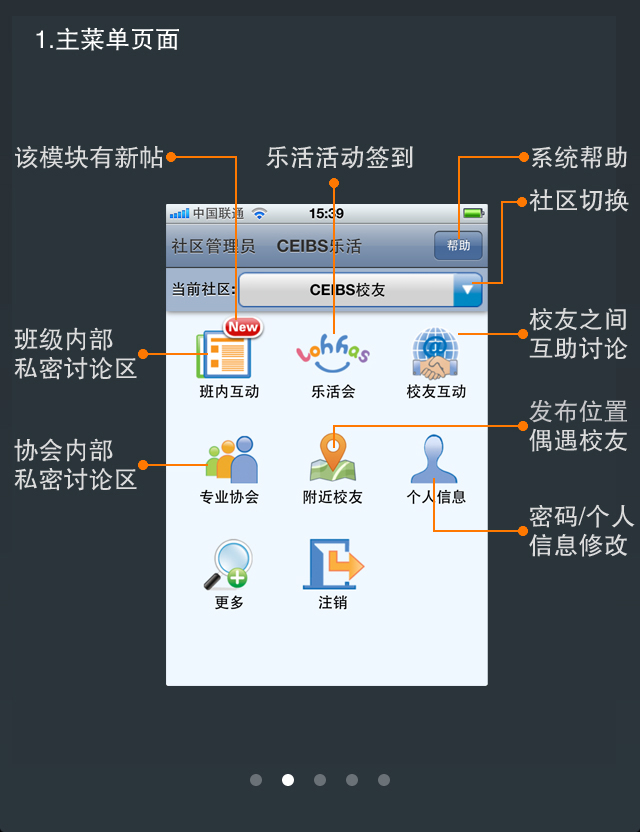 1.主菜单页面
该模块有新帖
乐活活动签到
系统帮助
社区切换
中国联通
15:39
社区管理员
CEIBS乐活
帮助
当前社区:
CEIBS校友
New
班级内部
私密讨论区
lohhas
校友之间
互助讨论
班内互动
乐活会
校友互动
发布位置
偶遇校友
协会内部
私密讨论区
专业协会
附近校友
个人信息
密码/个人
信息修改
更多
注销